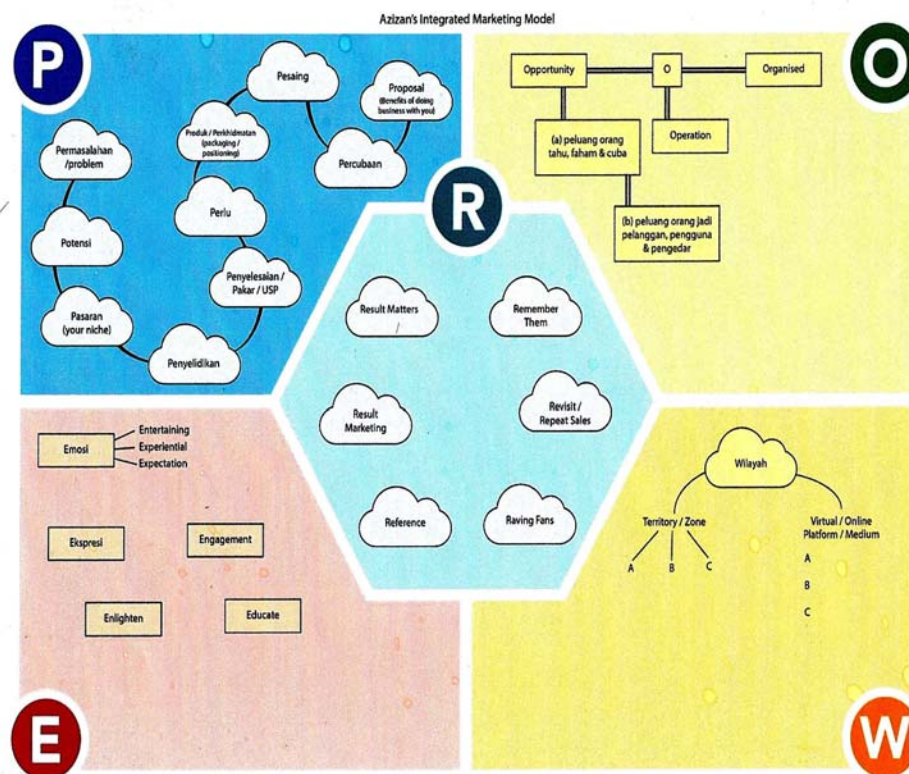 Azizan's Integrated Marketing Model
P
Permasalahan
/problem
Potensi
Pasaran
(your niche)
Penyelidikan
Penyelesaian /
Pakar / USP
Perlu
Produk / Perkhidmatan
(packaging /
positioning)
Pesaing
Percubaan
Proposal
(Benefits of doing
business with you)
O
Opportunity
O
Organised
(a) peluang orang
tahu, faham & cuba
Operation
(b) peluang orang jadi
pelanggan, pengguna
& pengedar
R
Result Matters
Remember
Them
Result
Marketing
Revisit /
Repeat Sales
Reference
Raving Fans
E
Emosi
Entertaining
Experiential
Expectation
Ekspresi
Engagement
Enlighten
Educate
W
Wilayah
Territory / Zone
A B C
Virtual / Online
Platform / Medium
A
B
C